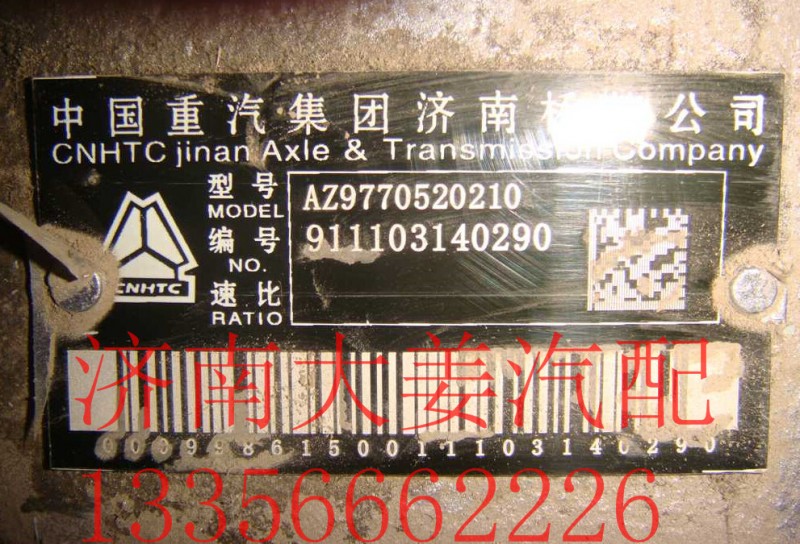 中国重汽集团济南桥 公司
CNHTC jinan Axle & Transmission Company
型号 AZ9770520210
MODEL
编号 911103140290
NO.
速比
RATIO
CNHTC
济南大姜汽配
00099861500111103140290
13356662226